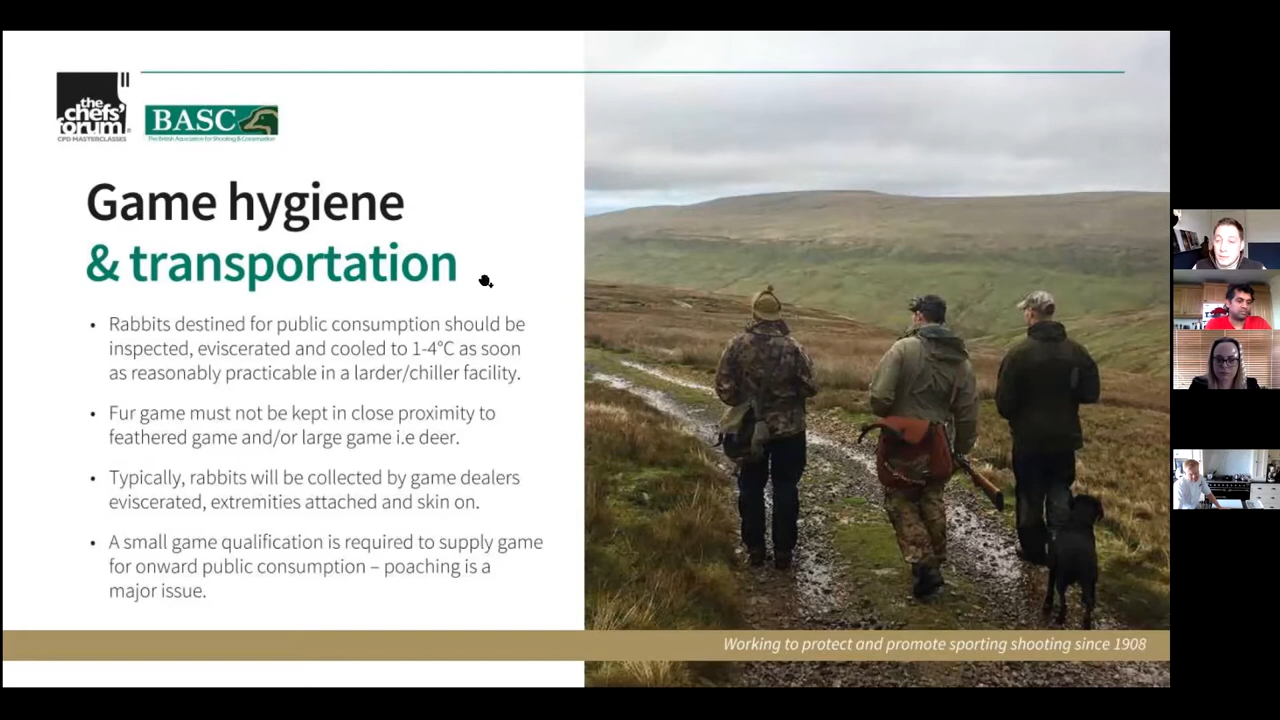 the
chefs'
forum
CPD MASTERCLASSES
BASC
The British Association for Shooting & Conservation
Game hygiene
& transportation
• Rabbits destined for public consumption should be
inspected, eviscerated and cooled to 1-4°C as soon
as reasonably practicable in a larder/chiller facility.
• Fur game must not be kept in close proximity to
feathered game and/or large game i.e deer.
• Typically, rabbits will be collected by game dealers
eviscerated, extremities attached and skin on.
• A small game qualification is required to supply game
for onward public consumption – poaching is a
major issue.
Working to protect and promote sporting shooting since 1908